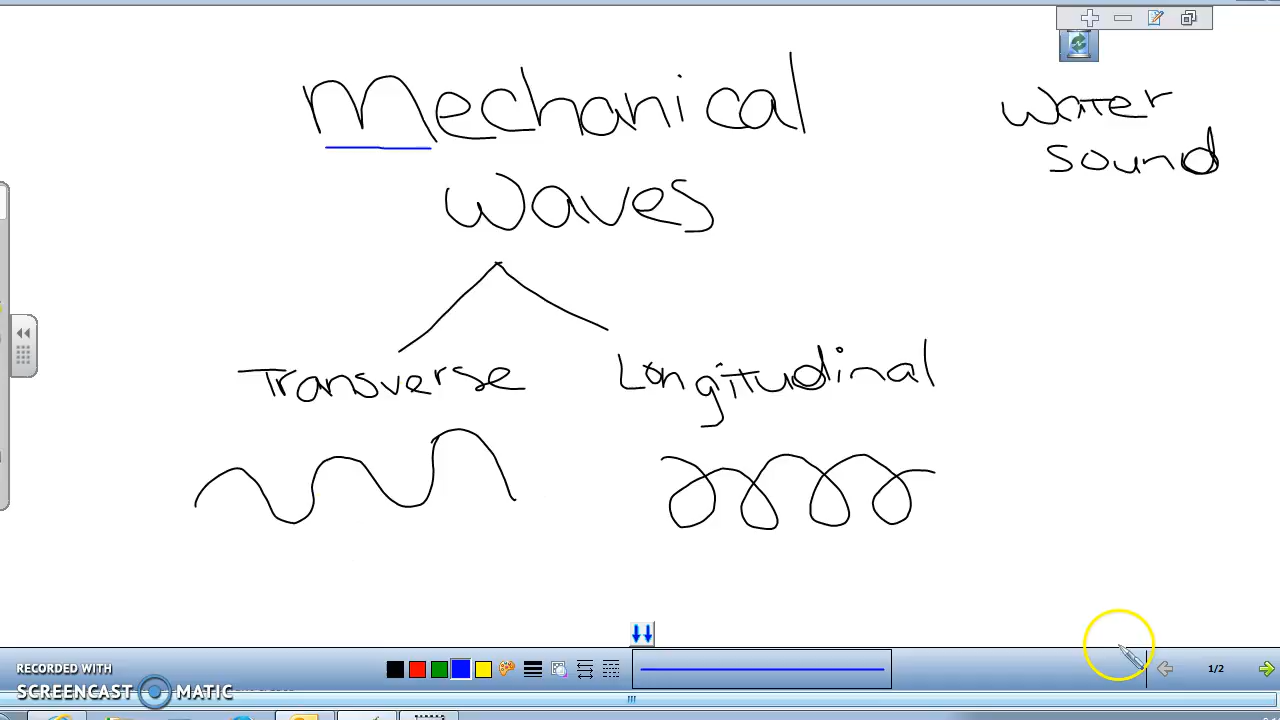 Mechanical
waves
water
sound
Transverse
Longitudinal
RECORDED WITH
SCREENCAST MATIC
1/2